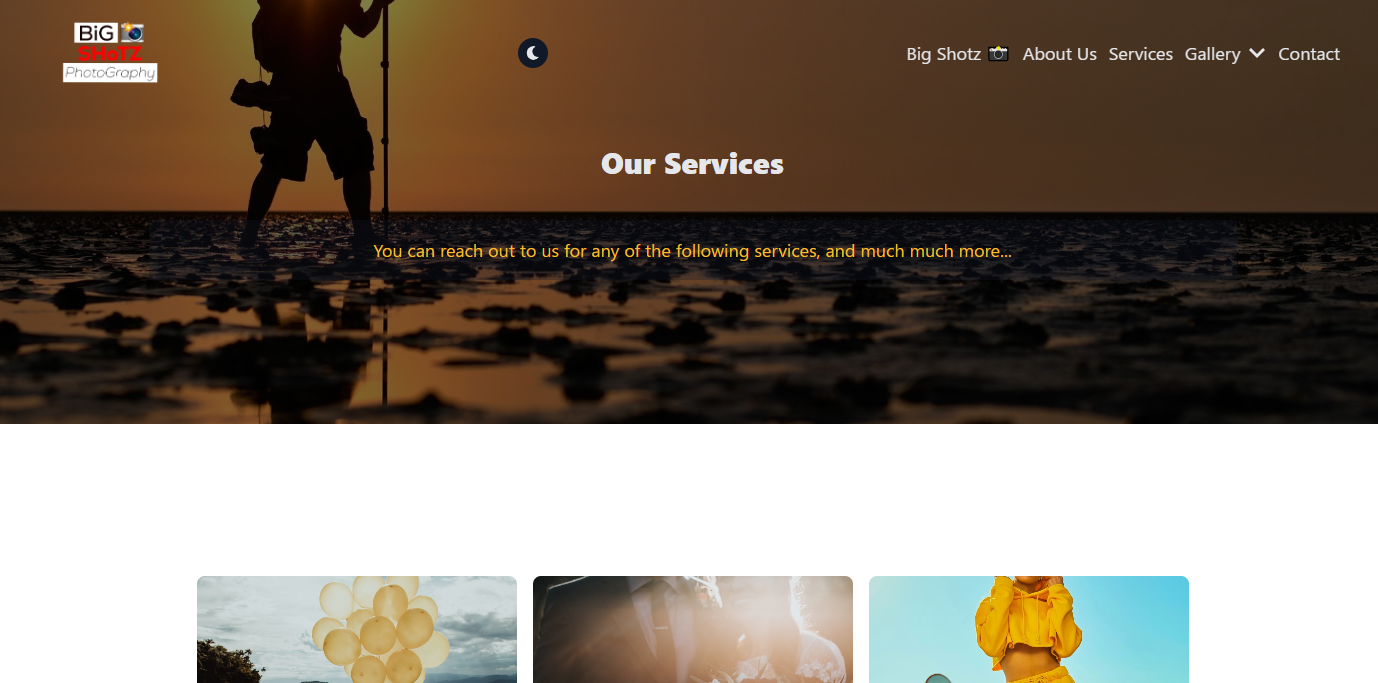 BiG
SHoTZ
PhotoGraphy
Big Shotz 📸 About Us Services Gallery Contact
Our Services
You can reach out to us for any of the following services, and much much more...